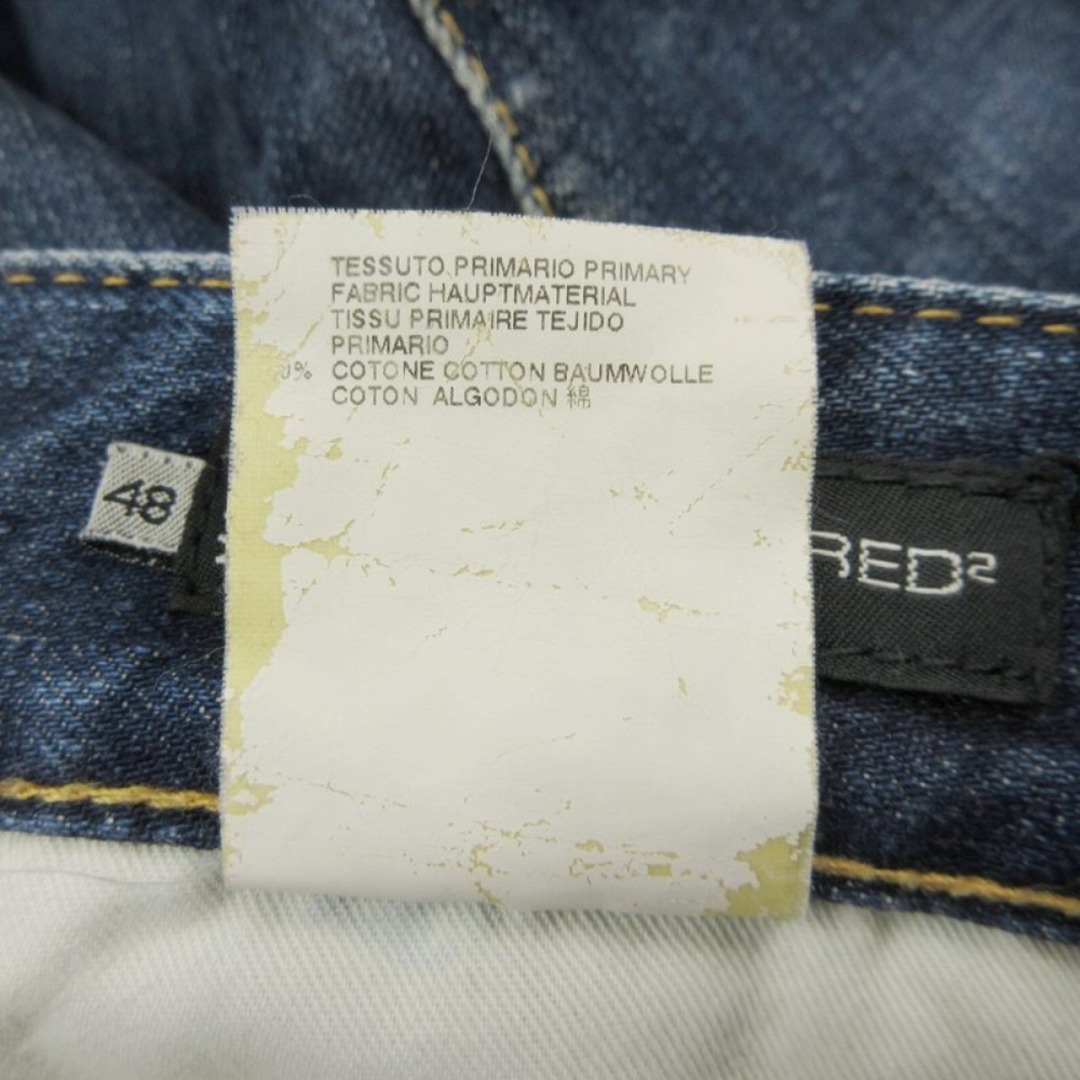 TESSUTO PRIMARIO PRIMARY
FABRIC HAUPTMATERIAL
TISSU PRIMAIRE TEJIDO
PRIMARIO
COTONE COTTON BAUMWOLLE
COTON ALGODON 綿
48
RED²